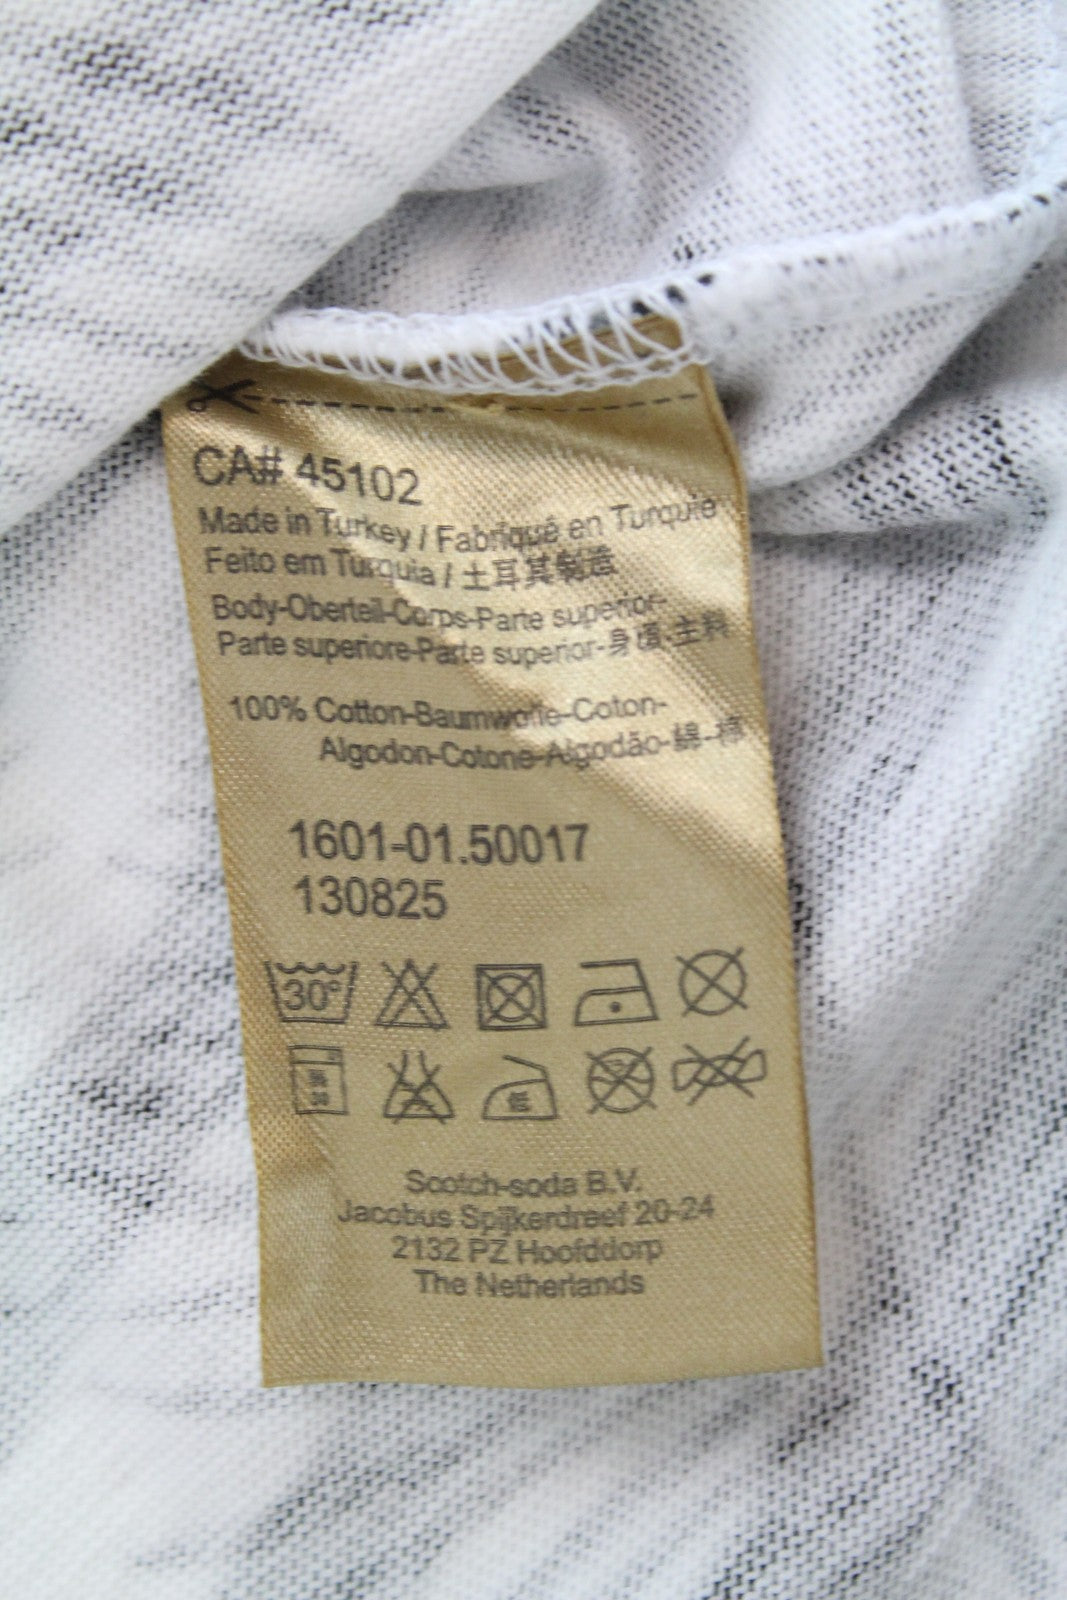 CA# 45102
Made in Turkey / Fabriqué en Turquie
Feito em Turquia / 土耳其制造
Body-Oberteil-Corps-Parte superior-
Parte superiore-Parte superior-身頃.主料
100% Cotton-Baumwolle-Coton-
Algodon-Cotone-Algodão-綿-棉
1601-01.50017
130825
30°
低
Scotch-soda B.V.
Jacobus Spijkerdreef 20-24
2132 PZ Hoofddorp
The Netherlands